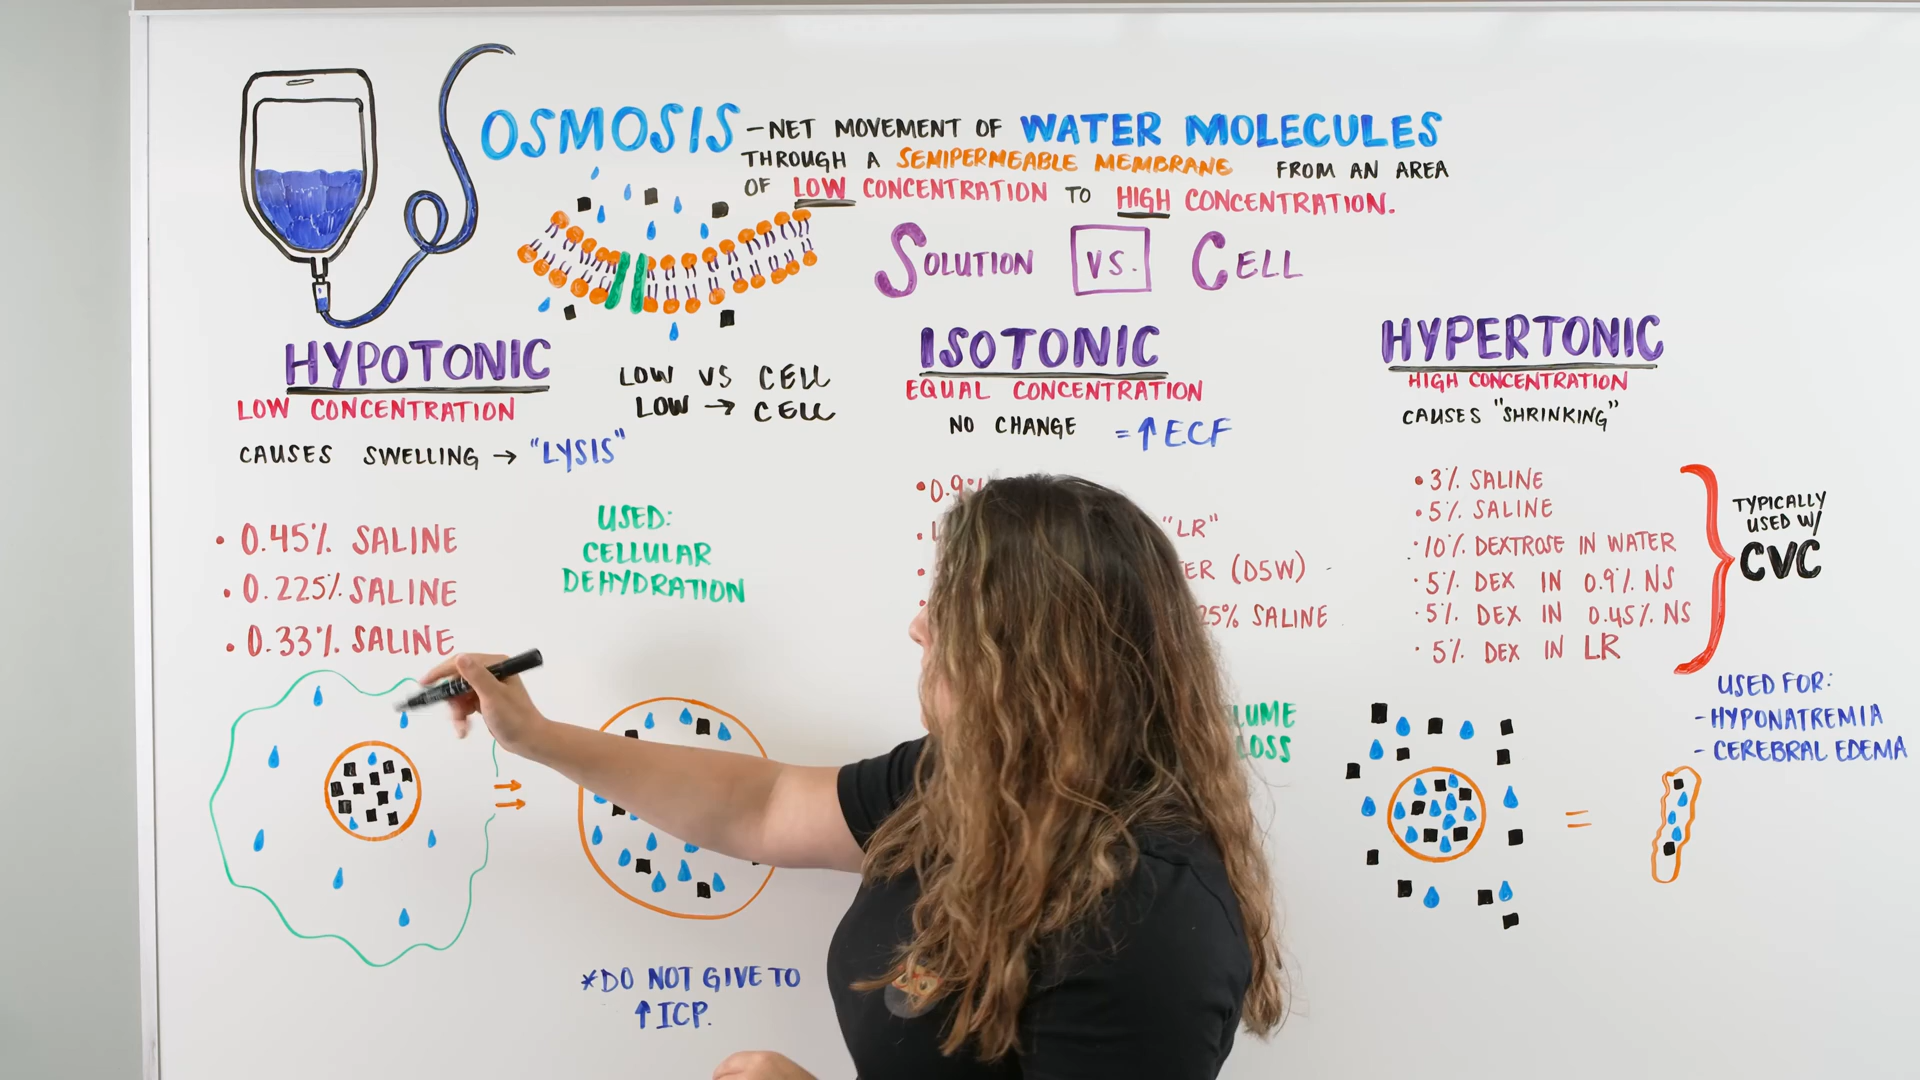 OSMOSIS – NET MOVEMENT OF WATER MOLECULES
THROUGH A SEMIPERMEABLE MEMBRANE FROM AN AREA
OF LOW CONCENTRATION TO HIGH CONCENTRATION.
SOLUTION VS. CELL
HYPOTONIC
LOW CONCENTRATION
CAUSES SWELLING → "LYSIS"
LOW VS CELL
LOW → CELL
• 0.45% SALINE
• 0.225% SALINE
• 0.33% SALINE
USED:
CELLULAR
DEHYDRATION
*DO NOT GIVE TO
↑ ICP.
ISOTONIC
EQUAL CONCENTRATION
NO CHANGE = ↑ ECF
• 0.9%
"LR"
(D5W)
SALINE
LOSS
HYPERTONIC
HIGH CONCENTRATION
CAUSES "SHRINKING"
• 3% SALINE
• 5% SALINE
• 10% DEXTROSE IN WATER
• 5% DEX IN 0.9% NS
• 5% DEX IN 0.45% NS
• 5% DEX IN LR
TYPICALLY
USED W/
CVC
USED FOR:
- HYPONATREMIA
- CEREBRAL EDEMA